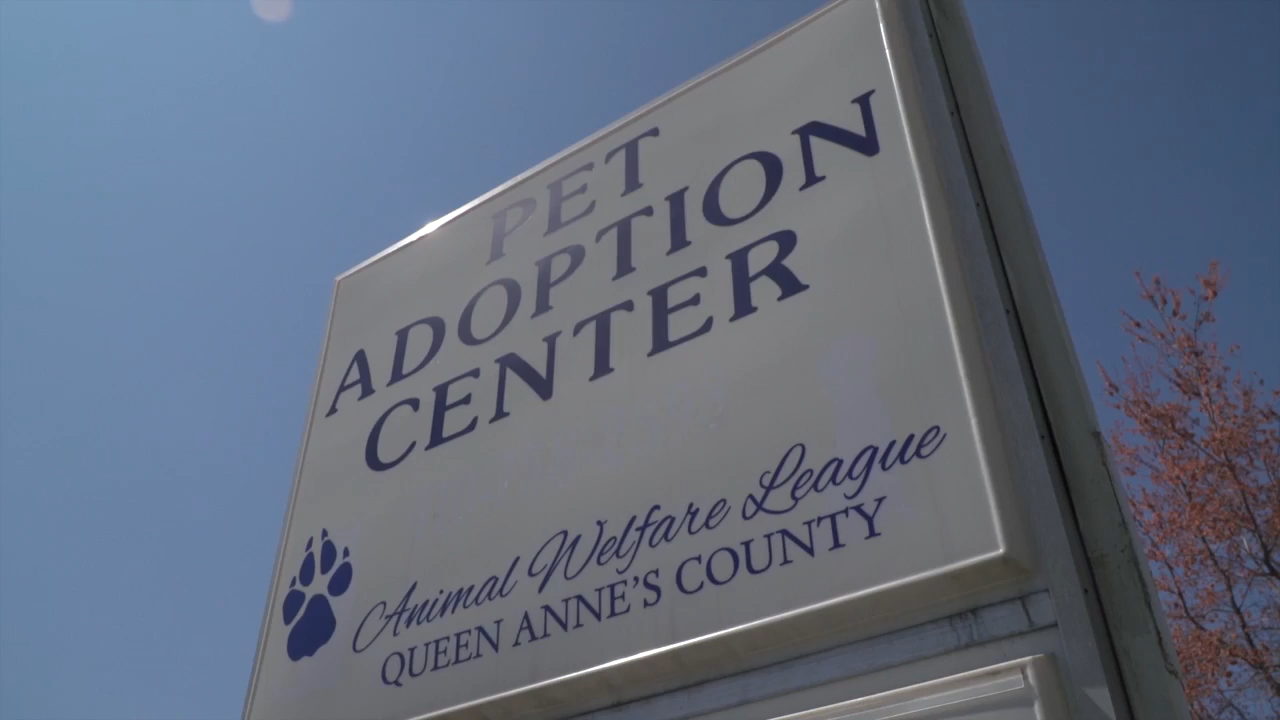 PET
ADOPTION
CENTER
Animal Welfare League
QUEEN ANNE'S COUNTY